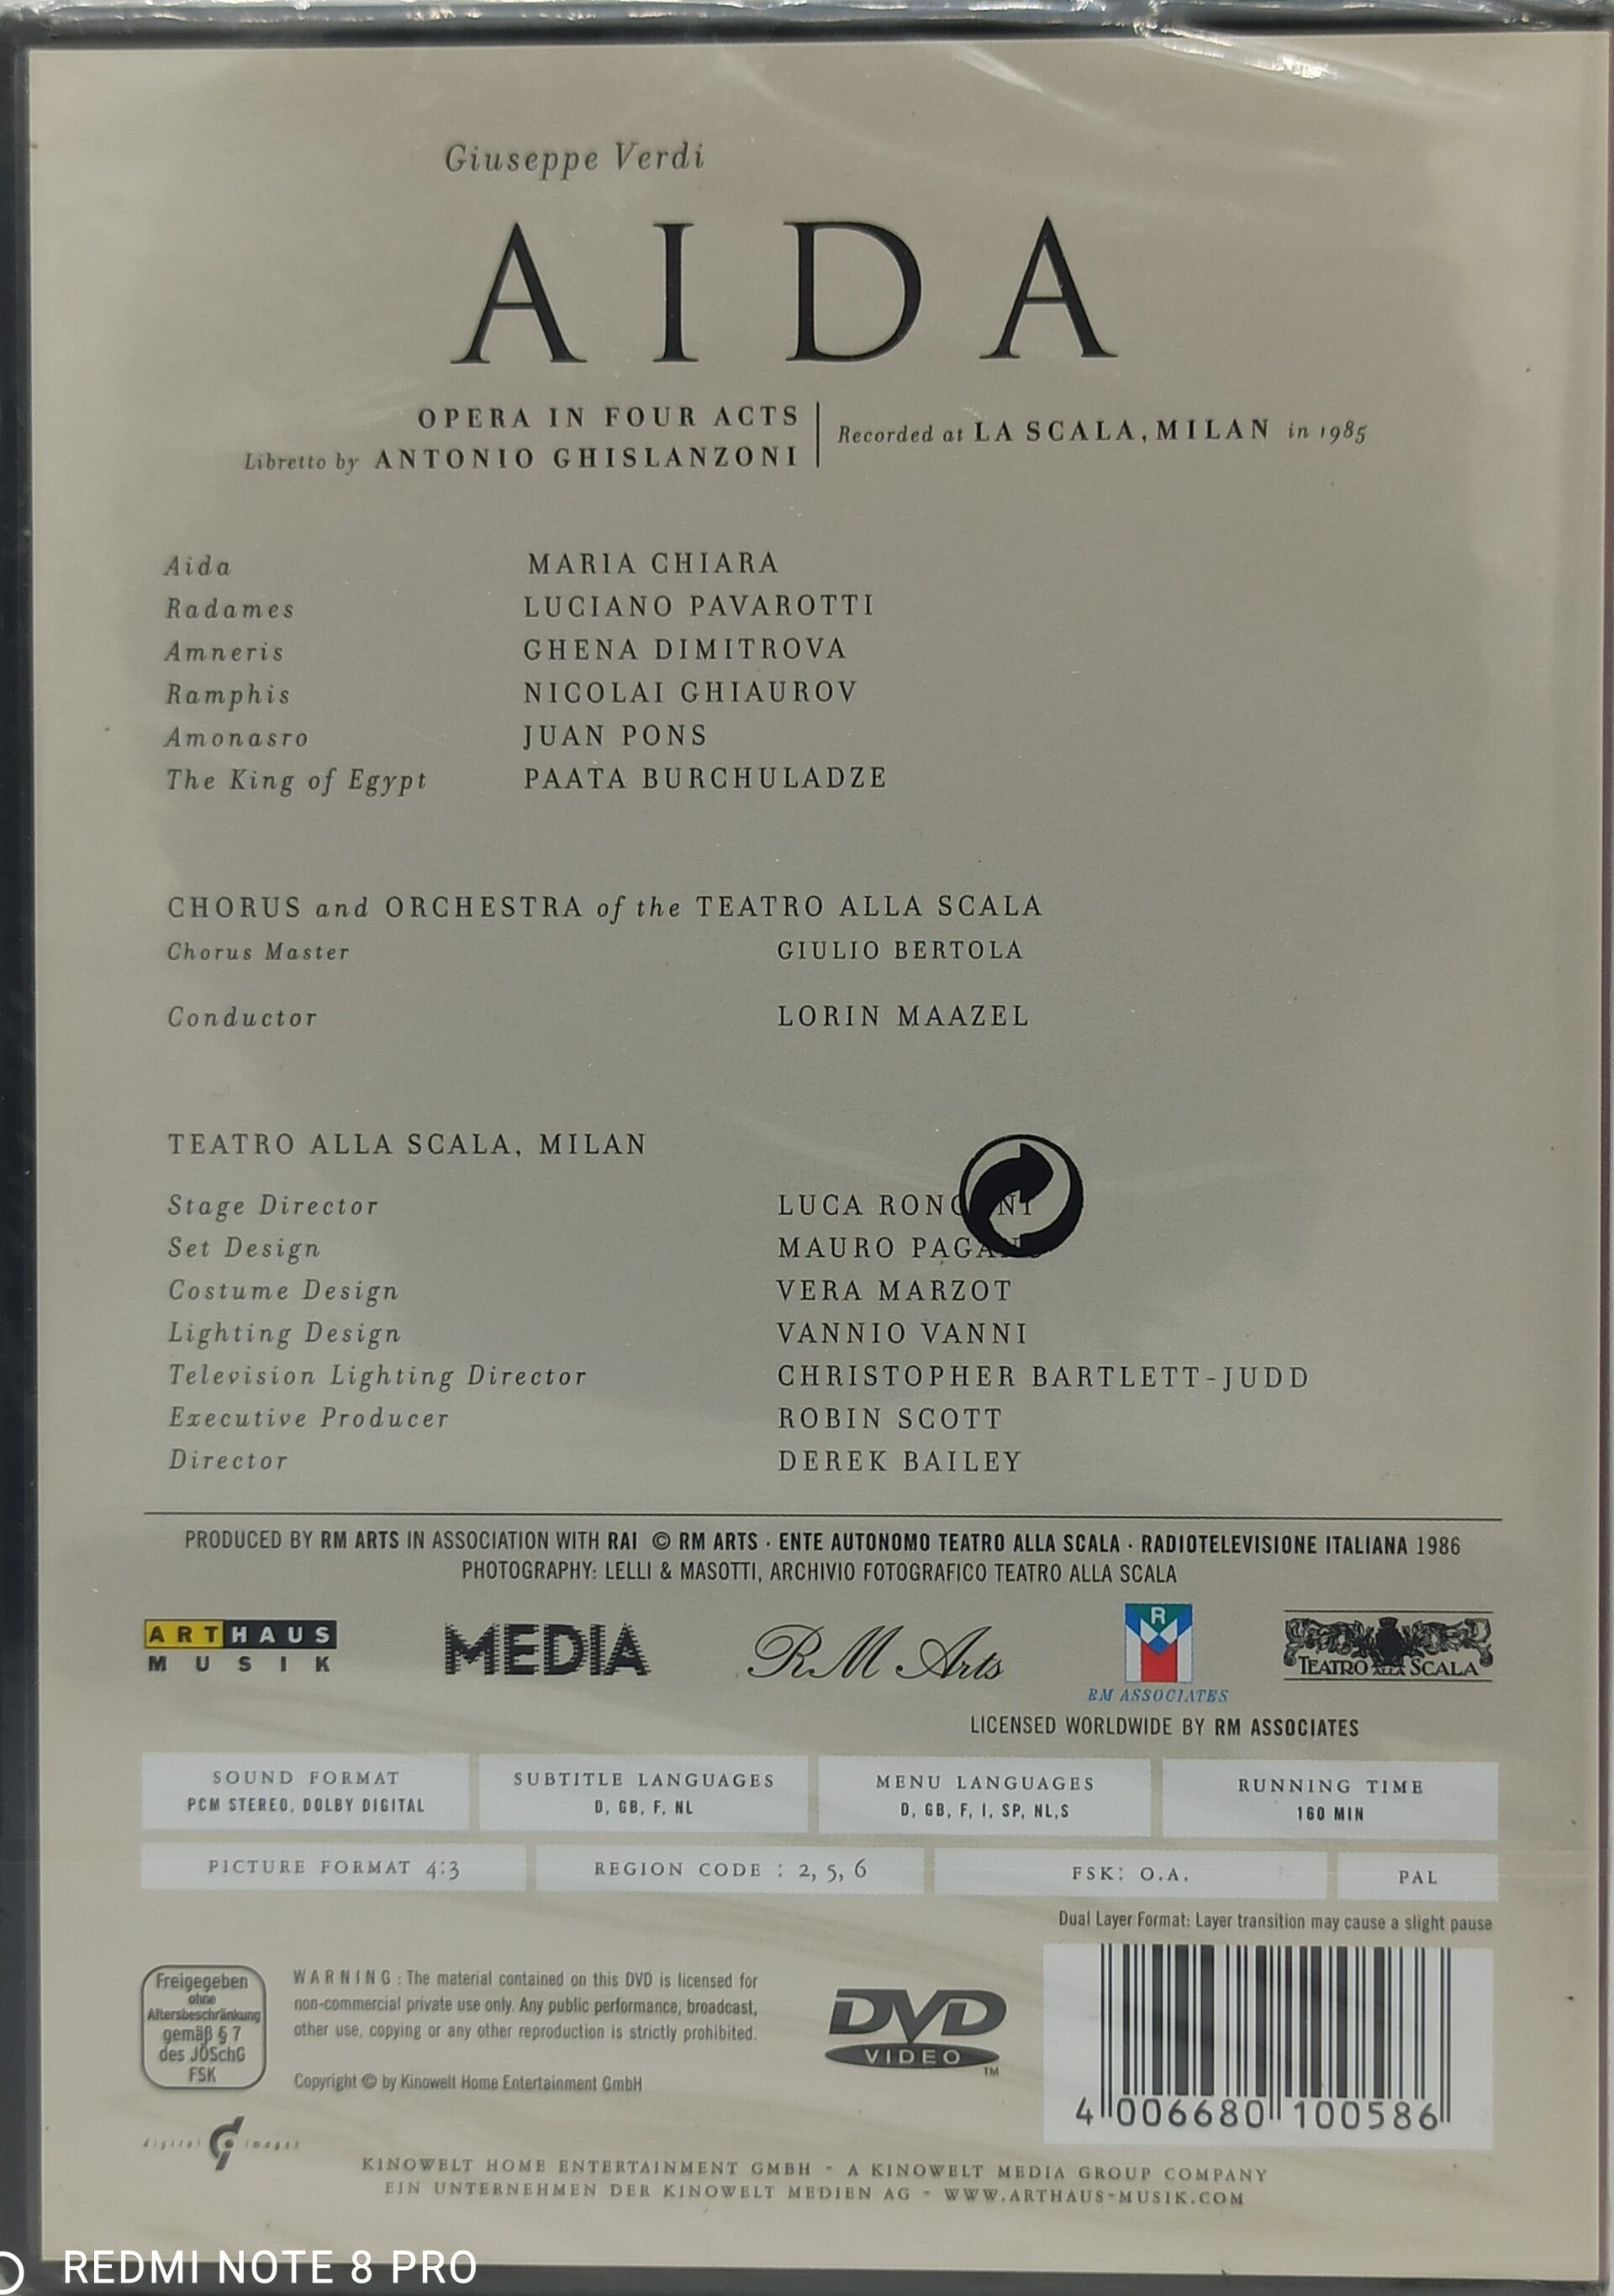 Giuseppe Verdi
AIDA
OPERA IN FOUR ACTS
Libretto by ANTONIO GHISLANZONI
Recorded at LA SCALA, MILAN in 1985
Aida MARIA CHIARA
Radames LUCIANO PAVAROTTI
Amneris GHENA DIMITROVA
Ramphis NICOLAI GHIAUROV
Amonasro JUAN PONS
The King of Egypt PAATA BURCHULADZE
CHORUS and ORCHESTRA of the TEATRO ALLA SCALA
Chorus Master GIULIO BERTOLA
Conductor LORIN MAAZEL
TEATRO ALLA SCALA, MILAN
Stage Director LUCA
Set Design MAURO
Costume Design VERA MARZOT
Lighting Design VANNIO VANNI
Television Lighting Director CHRISTOPHER BARTLETT-JUDD
Executive Producer ROBIN SCOTT
Director DEREK BAILEY
PRODUCED BY RM ARTS IN ASSOCIATION WITH RAI © RM ARTS · ENTE AUTONOMO TEATRO ALLA SCALA · RADIOTELEVISIONE ITALIANA 1986
PHOTOGRAPHY: LELLI & MASOTTI, ARCHIVIO FOTOGRAFICO TEATRO ALLA SCALA
ARTHAUS
MUSIK
MEDIA
RM Arts
R
RM ASSOCIATES
TEATRO ALLA SCALA
LICENSED WORLDWIDE BY RM ASSOCIATES
SOUND FORMAT
PCM STEREO, DOLBY DIGITAL
SUBTITLE LANGUAGES
D, GB, F, NL
MENU LANGUAGES
D, GB, F, I, SP, NL,S
RUNNING TIME
160 MIN
PICTURE FORMAT 4:3
REGION CODE : 2, 5, 6
FSK: O.A.
PAL
Dual Layer Format: Layer transition may cause a slight pause
Freigegeben
ohne
Altersbeschränkung
gemäß § 7
des JÖSchG
FSK
WARNING : The material contained on this DVD is licensed for
non-commercial private use only. Any public performance, broadcast,
other use, copying or any other reproduction is strictly prohibited.
Copyright © by Kinowelt Home Entertainment GmbH
DVD
VIDEO
TM
4 006680 100586
digital images
KINOWELT HOME ENTERTAINMENT GMBH - A KINOWELT MEDIA GROUP COMPANY
EIN UNTERNEHMEN DER KINOWELT MEDIEN AG - WWW.ARTHAUS-MUSIK.COM
REDMI NOTE 8 PRO